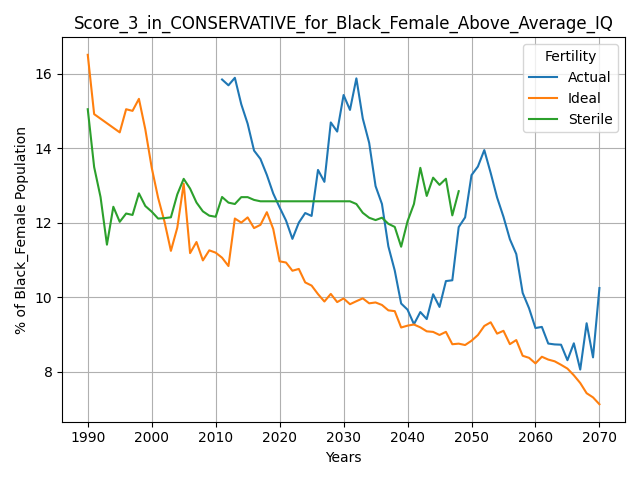 Score_3_in_CONSERVATIVE_for_Black_Female_Above_Average_IQ
% of Black_Female Population
16
14
12
10
8
Fertility
Actual
Ideal
Sterile
1990 2000 2010 2020 2030 2040 2050 2060 2070
Years